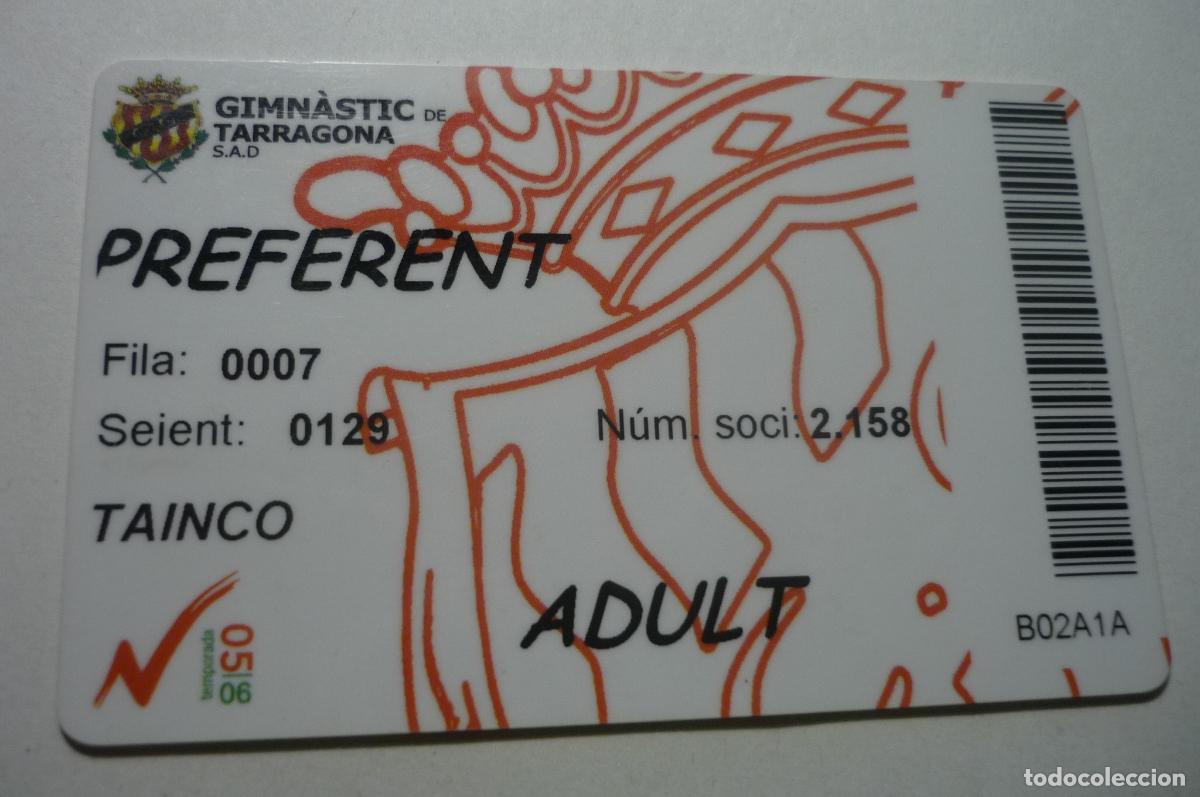 GIMNÀSTIC DE
TARRAGONA
S.A.D
PREFERENT
Fila: 0007
Seient: 0129 Núm. soci: 2.158
TAINCO
ADULT
temporada 05|06
B02A1A
todocoleccion